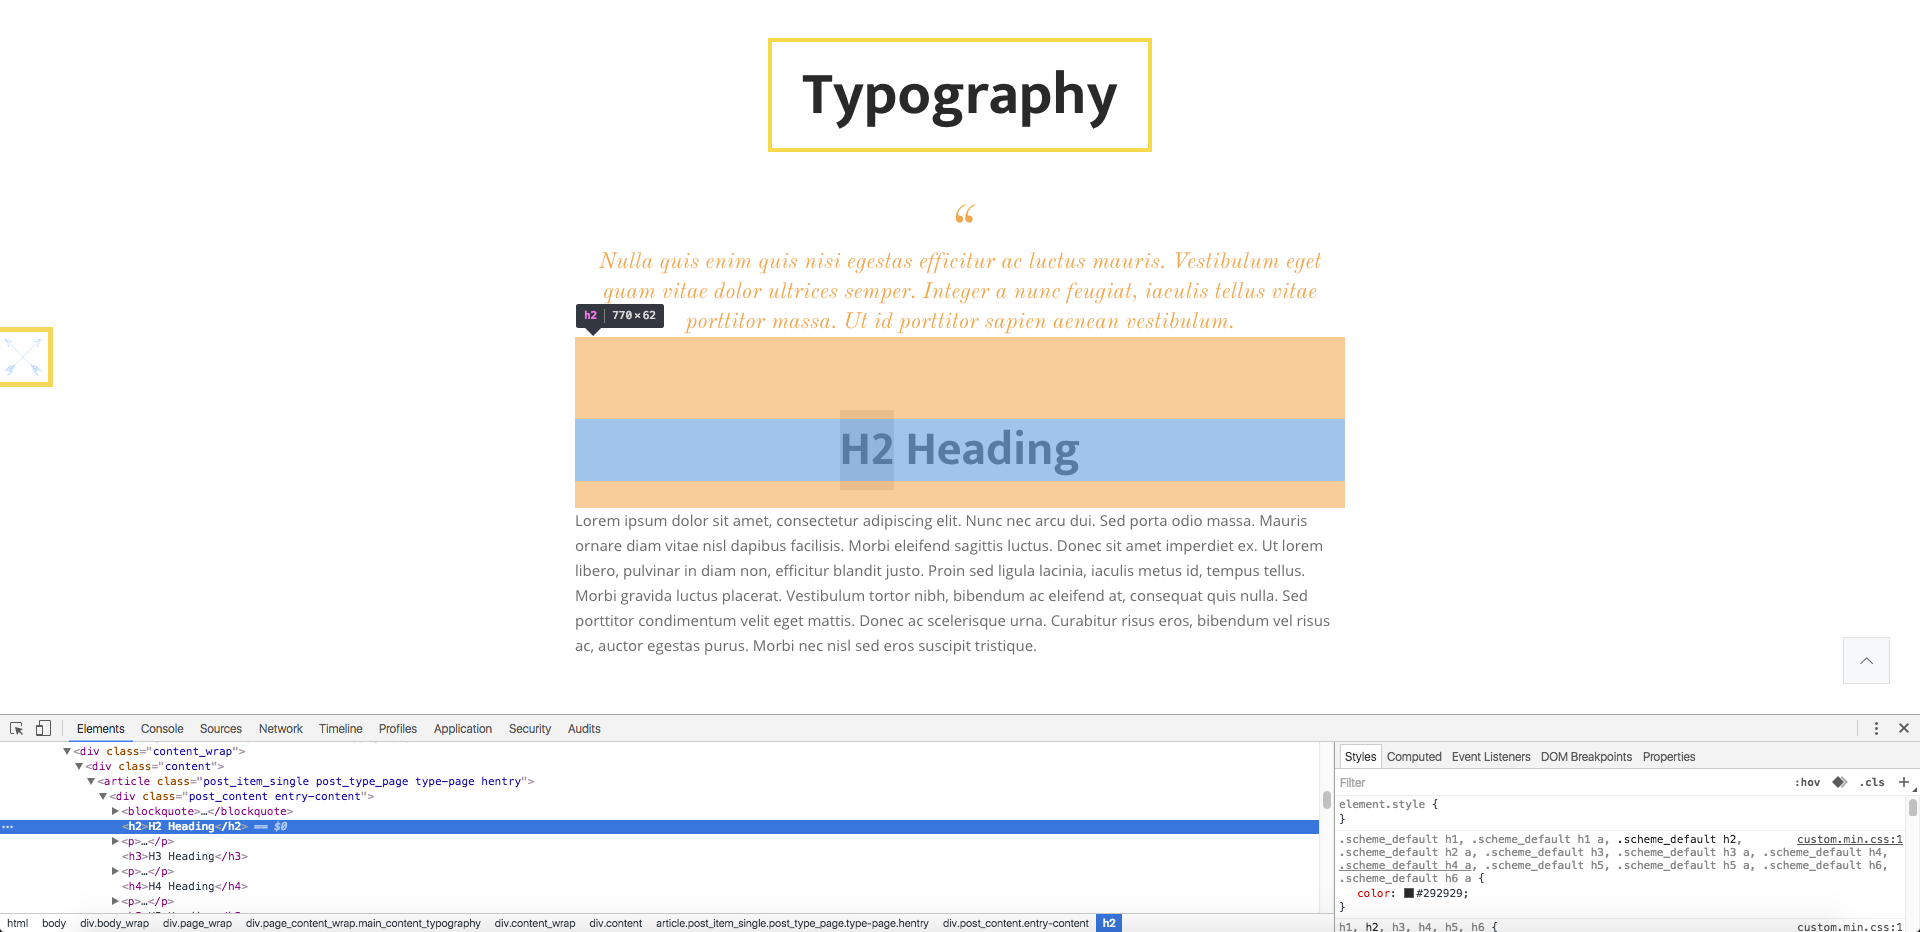 Typography
“
Nulla quis enim quis nisi egestas efficitur ac luctus mauris. Vestibulum eget
quam vitae dolor ultrices semper. Integer a nunc feugiat, iaculis tellus vitae
porttitor massa. Ut id porttitor sapien aenean vestibulum.
h2 770×62
H2 Heading
Lorem ipsum dolor sit amet, consectetur adipiscing elit. Nunc nec arcu dui. Sed porta odio massa. Mauris
ornare diam vitae nisl dapibus facilisis. Morbi eleifend sagittis luctus. Donec sit amet imperdiet ex. Ut lorem
libero, pulvinar in diam non, efficitur blandit justo. Proin sed ligula lacinia, iaculis metus id, tempus tellus.
Morbi gravida luctus placerat. Vestibulum tortor nibh, bibendum ac eleifend at, consequat quis nulla. Sed
porttitor condimentum velit eget mattis. Donec ac scelerisque urna. Curabitur risus eros, bibendum vel risus
ac, auctor egestas purus. Morbi nec nisl sed eros suscipit tristique.
Elements Console Sources Network Timeline Profiles Application Security Audits
<div class="content_wrap">
<div class="content">
<article class="post_item_single post_type_page type-page hentry">
<div class="post_content entry-content">
<blockquote>…</blockquote>
<h2>H2 Heading</h2> == $0
<p>…</p>
<h3>H3 Heading</h3>
<p>…</p>
<h4>H4 Heading</h4>
<p>…</p>
html body div.body_wrap div.page_wrap div.page_content_wrap.main_content_typography div.content_wrap div.content article.post_item_single.post_type_page.type-page.hentry div.post_content.entry-content h2
Styles Computed Event Listeners DOM Breakpoints Properties
Filter :hov .cls +
element.style {
}
.scheme_default h1, .scheme_default h1 a, .scheme_default h2, custom.min.css:1
.scheme_default h2 a, .scheme_default h3, .scheme_default h3 a, .scheme_default h4,
.scheme_default h4 a, .scheme_default h5, .scheme_default h5 a, .scheme_default h6,
.scheme_default h6 a {
color: #292929;
}
h1, h2, h3, h4, h5, h6 { custom.min.css:1